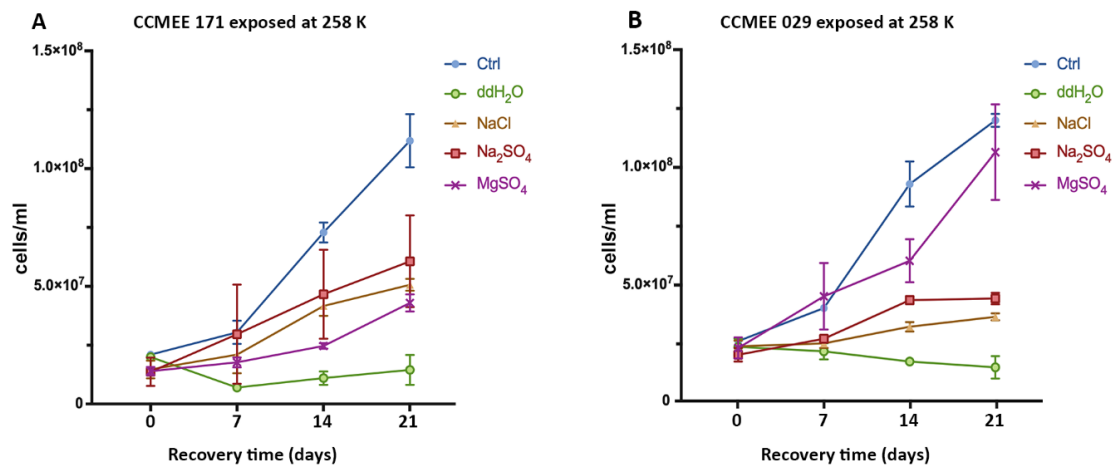 A
CCMEE 171 exposed at 258 K
1.5×10⁸
1.0×10⁸
5.0×10⁷
0
cells/ml
0 7 14 21
Recovery time (days)
Ctrl
ddH₂O
NaCl
Na₂SO₄
MgSO₄
B
CCMEE 029 exposed at 258 K
1.5×10⁸
1.0×10⁸
5.0×10⁷
0
cells/ml
0 7 14 21
Recovery time (days)
Ctrl
ddH₂O
NaCl
Na₂SO₄
MgSO₄